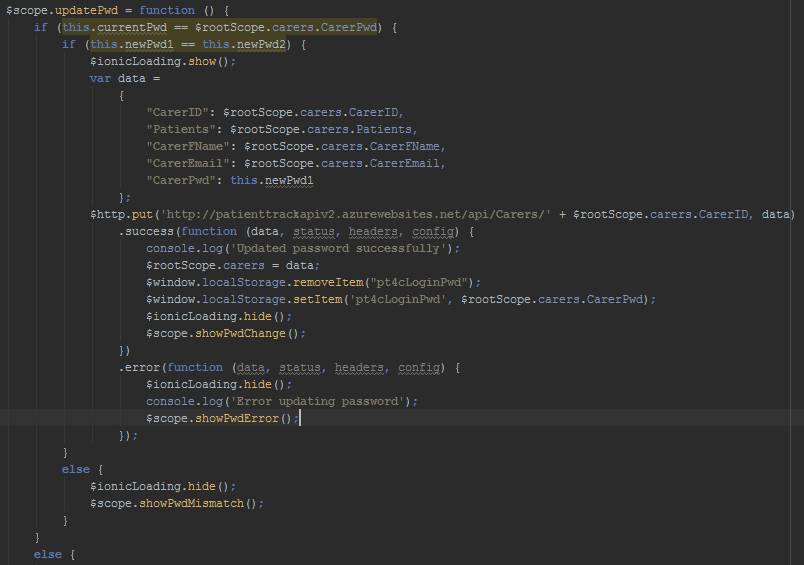 $scope.updatePwd = function () {
    if (this.currentPwd == $rootScope.carers.CarerPwd) {
        if (this.newPwd1 == this.newPwd2) {
            $ionicLoading.show();
            var data =
                {
                    "CarerID": $rootScope.carers.CarerID,
                    "Patients": $rootScope.carers.Patients,
                    "CarerFName": $rootScope.carers.CarerFName,
                    "CarerEmail": $rootScope.carers.CarerEmail,
                    "CarerPwd": this.newPwd1
                };
            $http.put('http://patienttrackapiv2.azurewebsites.net/api/Carers/' + $rootScope.carers.CarerID, data)
                .success(function (data, status, headers, config) {
                    console.log('Updated password successfully');
                    $rootScope.carers = data;
                    $window.localStorage.removeItem("pt4cLoginPwd");
                    $window.localStorage.setItem('pt4cLoginPwd', $rootScope.carers.CarerPwd);
                    $ionicLoading.hide();
                    $scope.showPwdChange();
                })
                .error(function (data, status, headers, config) {
                    $ionicLoading.hide();
                    console.log('Error updating password');
                    $scope.showPwdError();
                });
        }
        else {
            $ionicLoading.hide();
            $scope.showPwdMismatch();
        }
    }
    else {